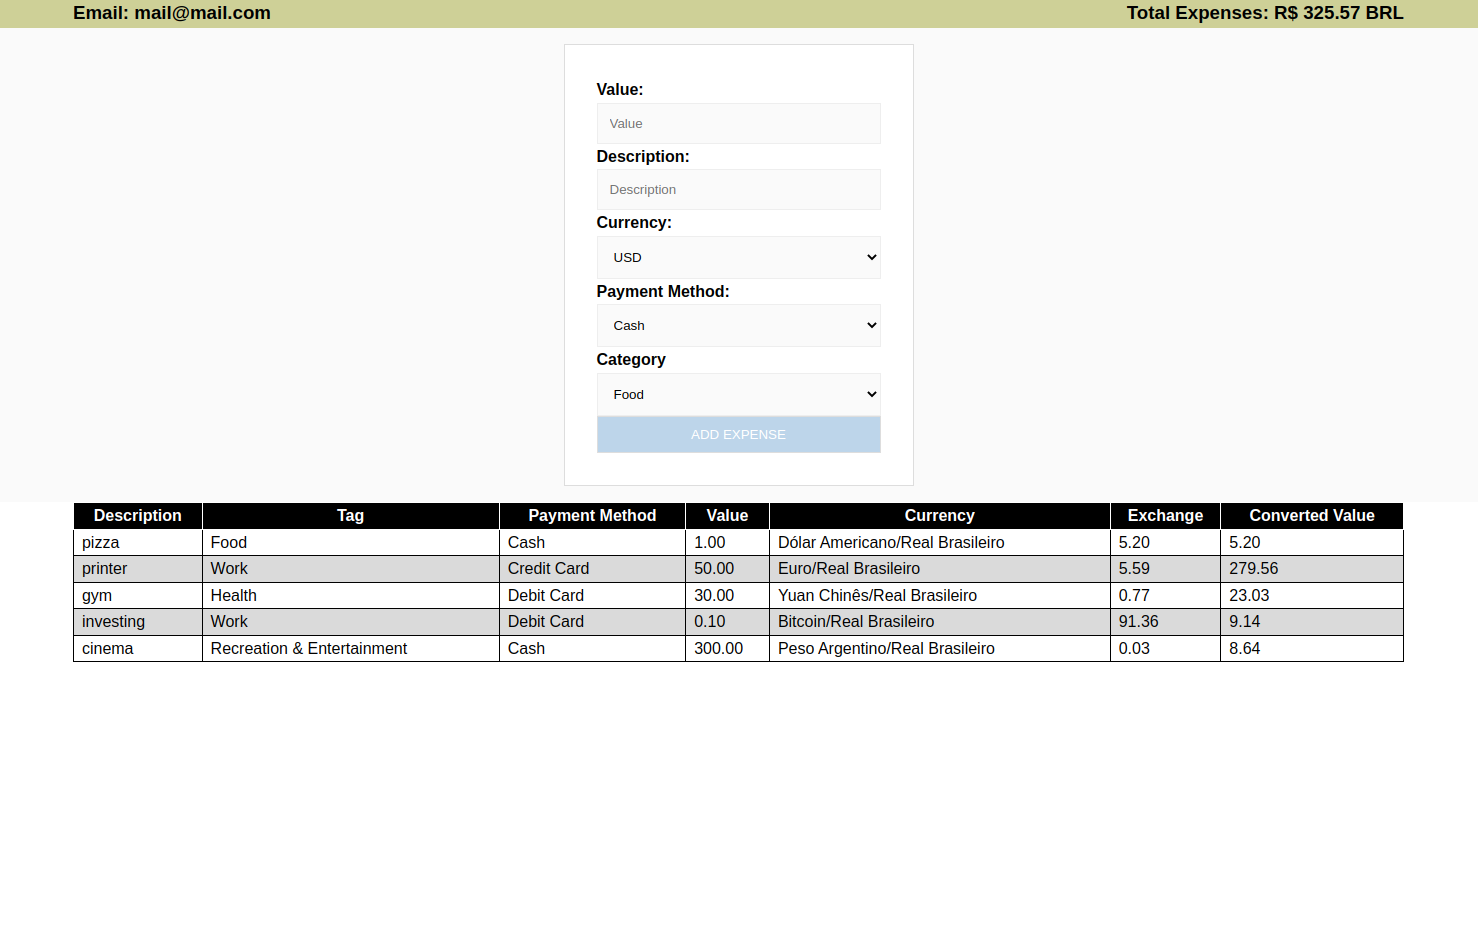 Email: mail@mail.com Total Expenses: R$ 325.57 BRL
Value:
Value
Description:
Description
Currency:
USD
Payment Method:
Cash
Category
Food
ADD EXPENSE
Description Tag Payment Method Value Currency Exchange Converted Value
pizza Food Cash 1.00 Dólar Americano/Real Brasileiro 5.20 5.20
printer Work Credit Card 50.00 Euro/Real Brasileiro 5.59 279.56
gym Health Debit Card 30.00 Yuan Chinês/Real Brasileiro 0.77 23.03
investing Work Debit Card 0.10 Bitcoin/Real Brasileiro 91.36 9.14
cinema Recreation & Entertainment Cash 300.00 Peso Argentino/Real Brasileiro 0.03 8.64